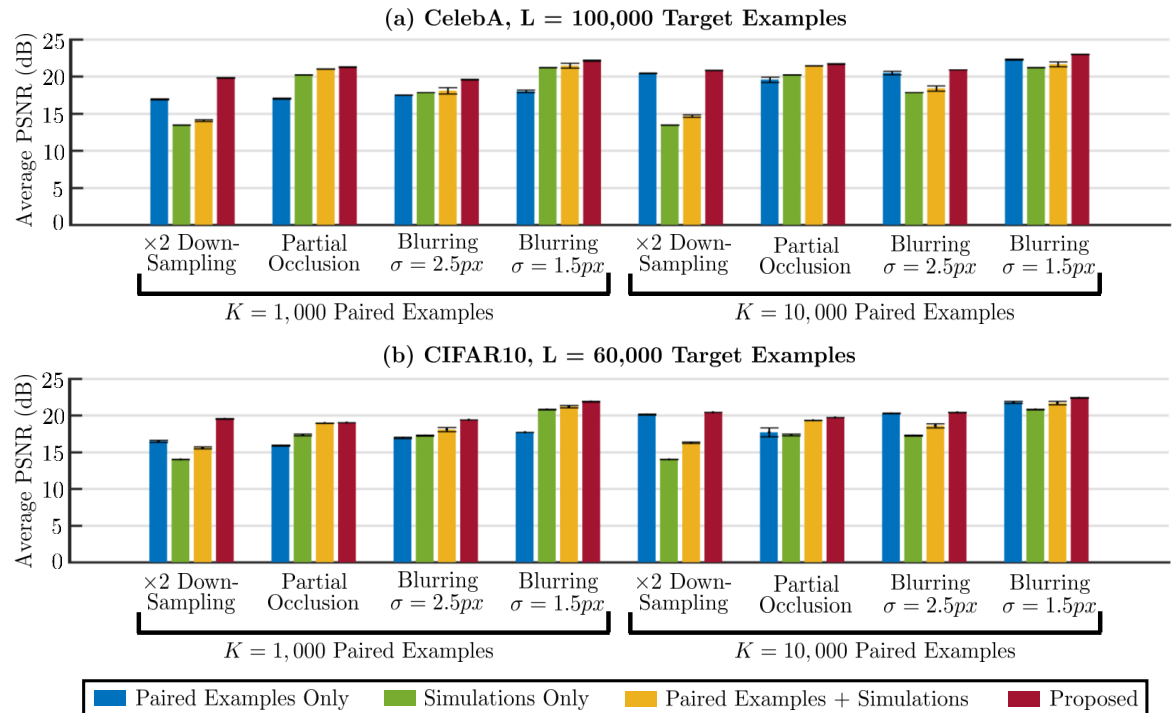 (a) CelebA, L = 100,000 Target Examples
Average PSNR (dB)
25
20
15
10
5
0
×2 Down-
Sampling
Partial
Occlusion
Blurring
σ = 2.5px
Blurring
σ = 1.5px
×2 Down-
Sampling
Partial
Occlusion
Blurring
σ = 2.5px
Blurring
σ = 1.5px
K = 1,000 Paired Examples
K = 10,000 Paired Examples
(b) CIFAR10, L = 60,000 Target Examples
Average PSNR (dB)
25
20
15
10
5
0
×2 Down-
Sampling
Partial
Occlusion
Blurring
σ = 2.5px
Blurring
σ = 1.5px
×2 Down-
Sampling
Partial
Occlusion
Blurring
σ = 2.5px
Blurring
σ = 1.5px
K = 1,000 Paired Examples
K = 10,000 Paired Examples
Paired Examples Only
Simulations Only
Paired Examples + Simulations
Proposed